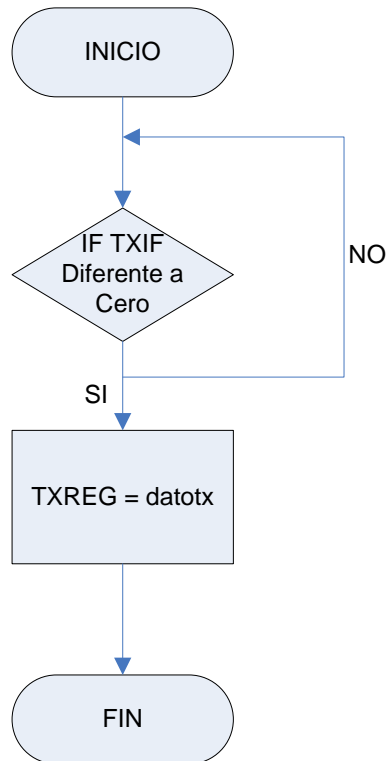 INICIO
IF TXIF
Diferente a
Cero
NO
SI
TXREG = datotx
FIN